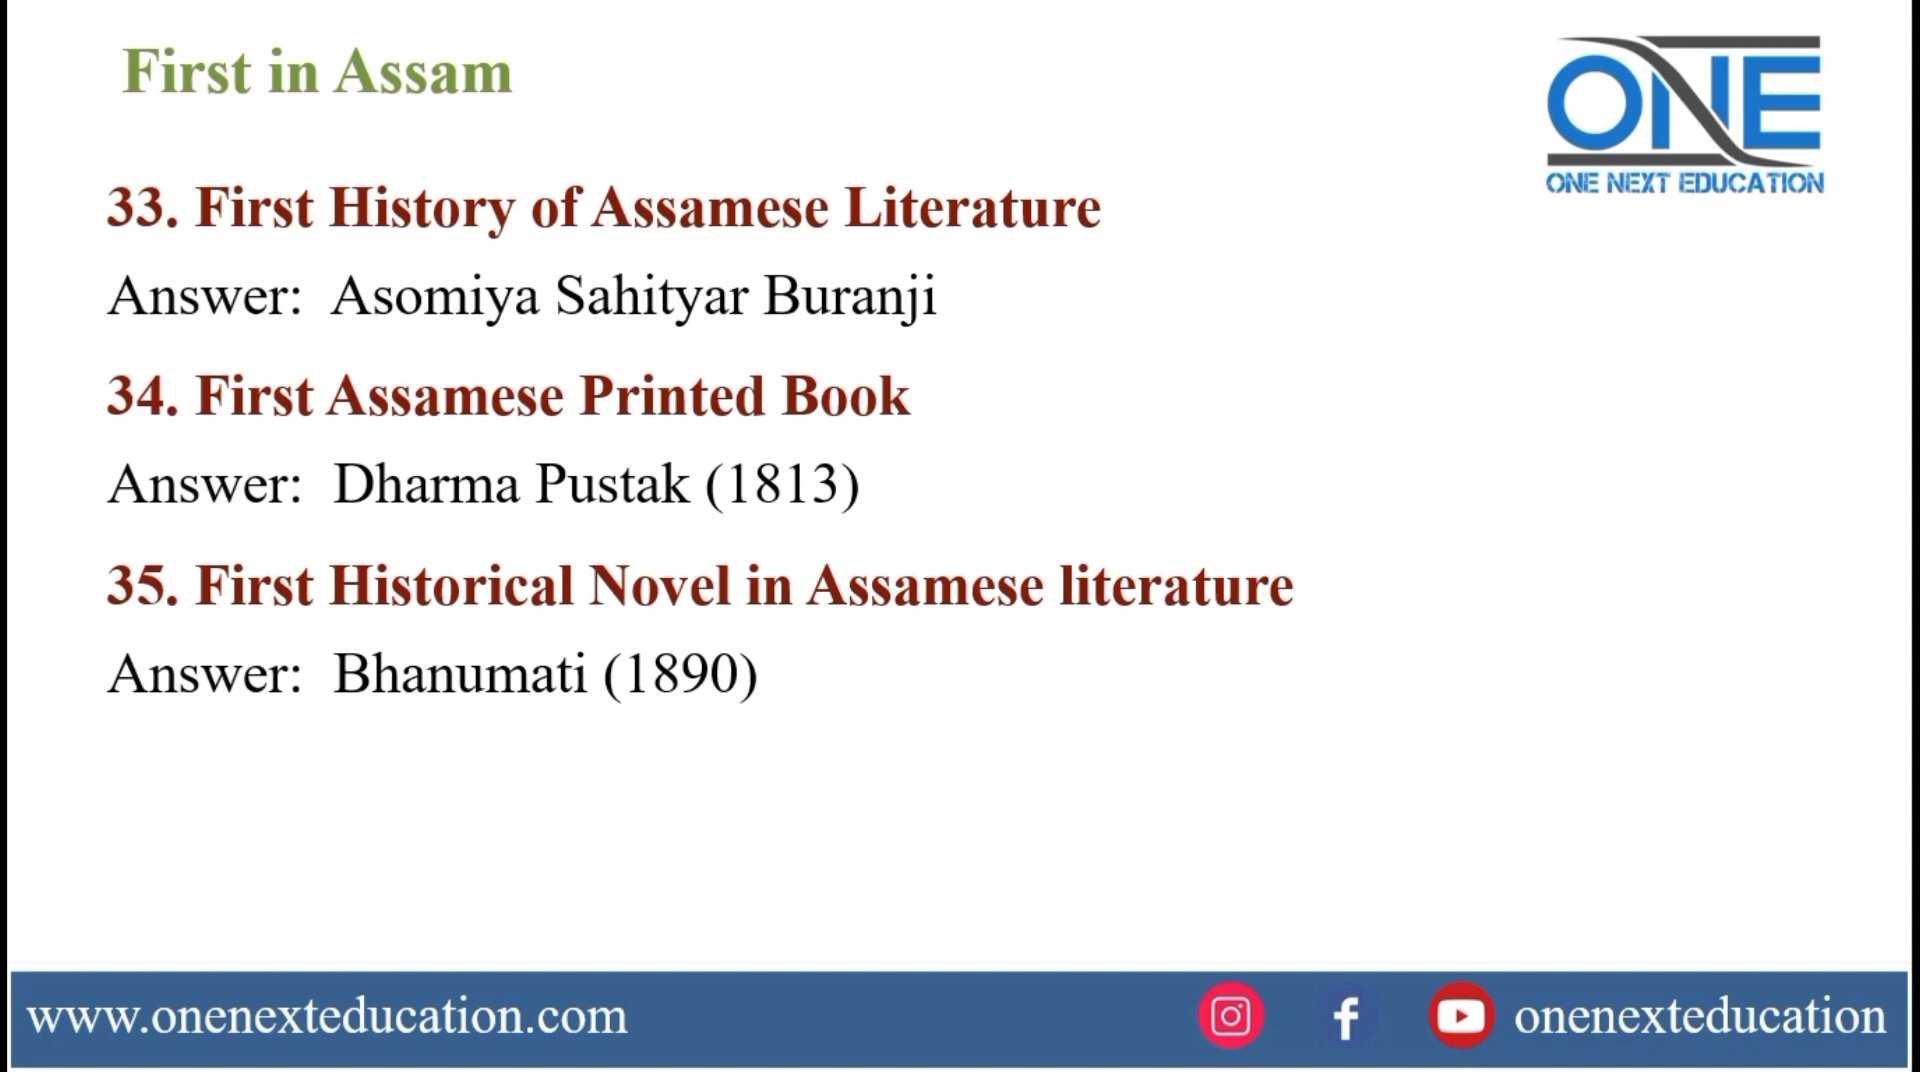 First in Assam
ONE
ONE NEXT EDUCATION
33. First History of Assamese Literature
Answer: Asomiya Sahityar Buranji
34. First Assamese Printed Book
Answer: Dharma Pustak (1813)
35. First Historical Novel in Assamese literature
Answer: Bhanumati (1890)
www.onenexteducation.com
onenexteducation